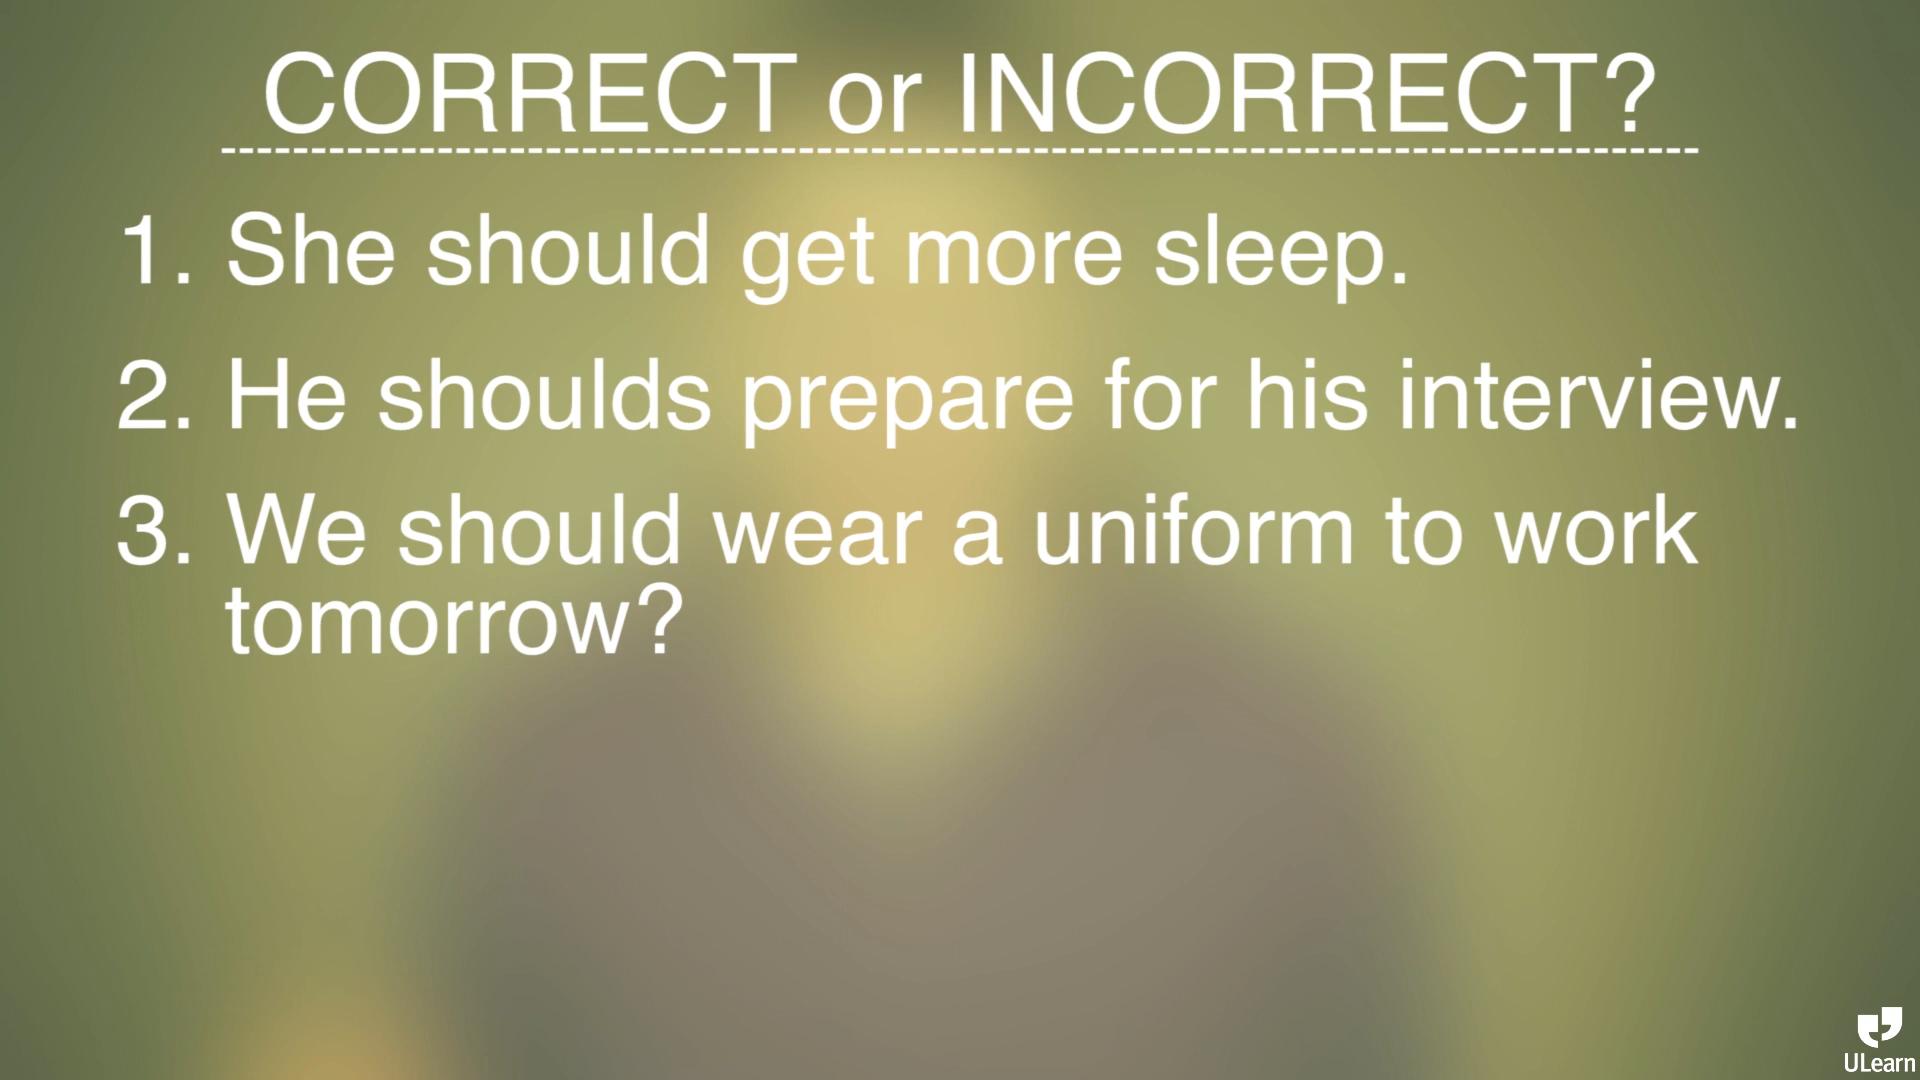 CORRECT or INCORRECT?
1. She should get more sleep.
2. He shoulds prepare for his interview.
3. We should wear a uniform to work
tomorrow?
ULearn